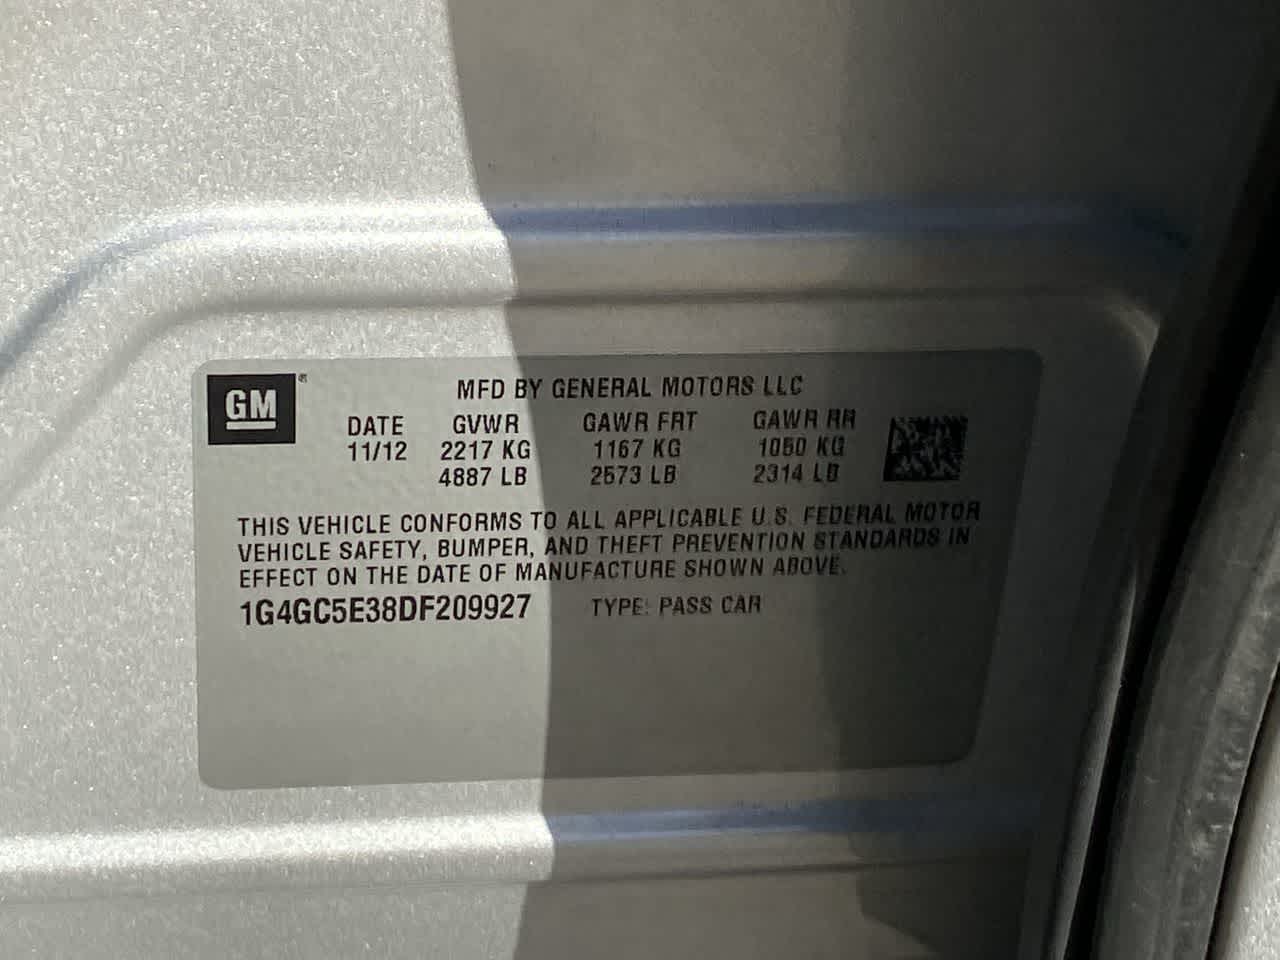 GM®
MFD BY GENERAL MOTORS LLC
DATE GVWR GAWR FRT GAWR RR
11/12 2217 KG 1167 KG 1050 KG
4887 LB 2573 LB 2314 LB
THIS VEHICLE CONFORMS TO ALL APPLICABLE U.S. FEDERAL MOTOR
VEHICLE SAFETY, BUMPER, AND THEFT PREVENTION STANDARDS IN
EFFECT ON THE DATE OF MANUFACTURE SHOWN ABOVE.
1G4GC5E38DF209927 TYPE: PASS CAR